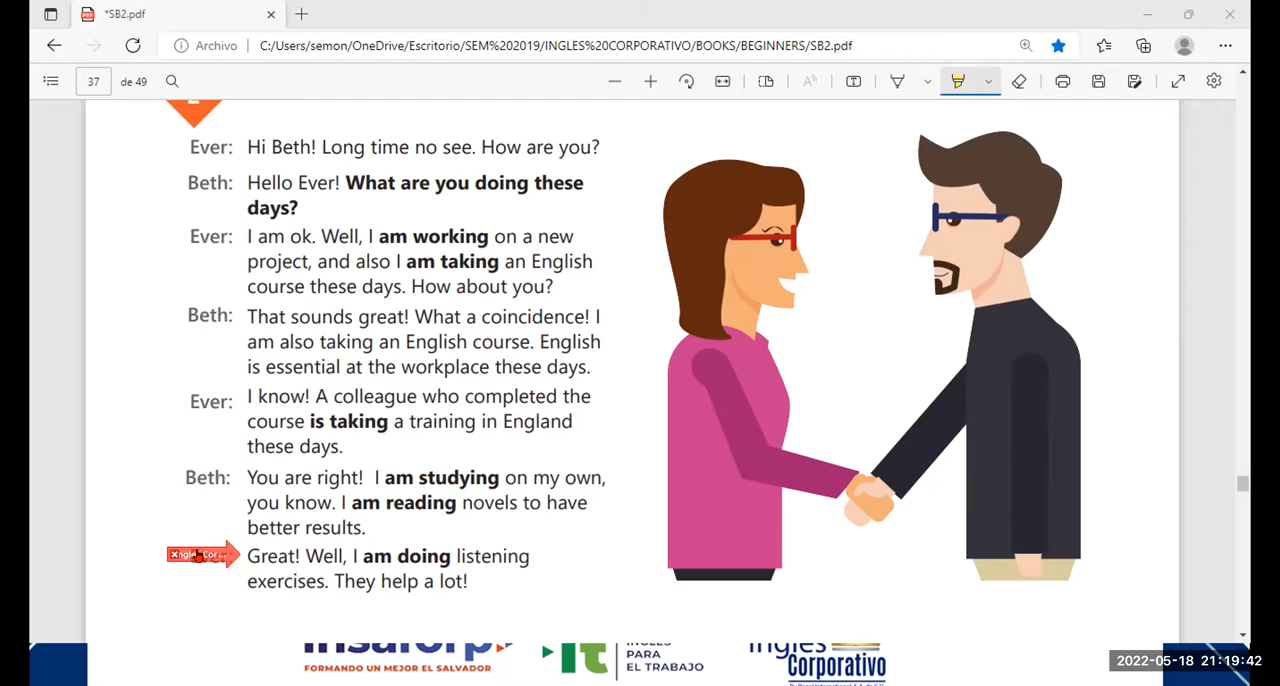 *SB2.pdf
Archivo
C:/Users/semon/OneDrive/Escritorio/SEM%202019/INGLES%20CORPORATIVO/BOOKS/BEGINNERS/SB2.pdf
37 de 49
Ever: Hi Beth! Long time no see. How are you?
Beth: Hello Ever! What are you doing these
days?
Ever: I am ok. Well, I am working on a new
project, and also I am taking an English
course these days. How about you?
Beth: That sounds great! What a coincidence! I
am also taking an English course. English
is essential at the workplace these days.
Ever: I know! A colleague who completed the
course is taking a training in England
these days.
Beth: You are right! I am studying on my own,
you know. I am reading novels to have
better results.
Great! Well, I am doing listening
exercises. They help a lot!
insaforp
FORMANDO UN MEJOR EL SALVADOR
it
INGLÉS
PARA
EL TRABAJO
Inglés
Corporativo
2022-05-18 21:19:42